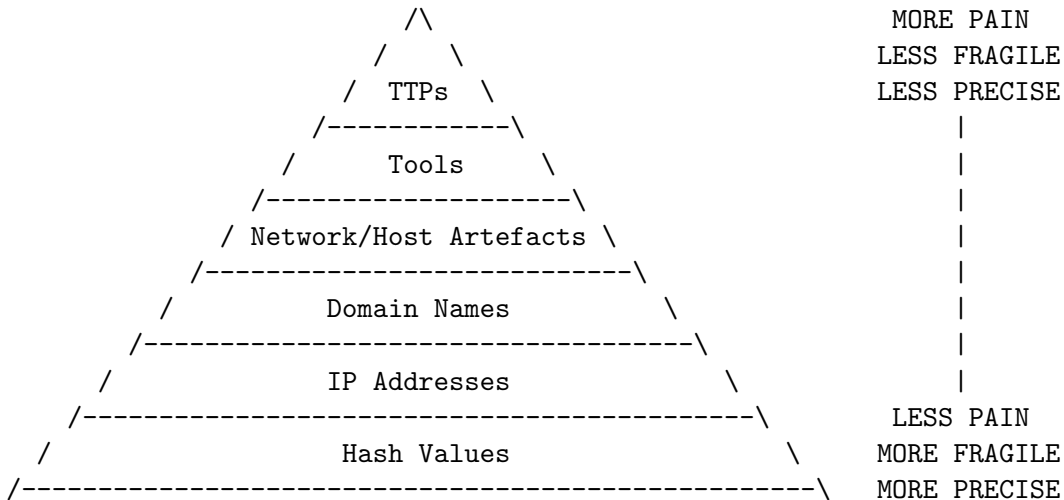 MORE PAIN
LESS FRAGILE
TTPs
LESS PRECISE
Tools
Network/Host Artefacts
Domain Names
IP Addresses
LESS PAIN
Hash Values
MORE FRAGILE
MORE PRECISE